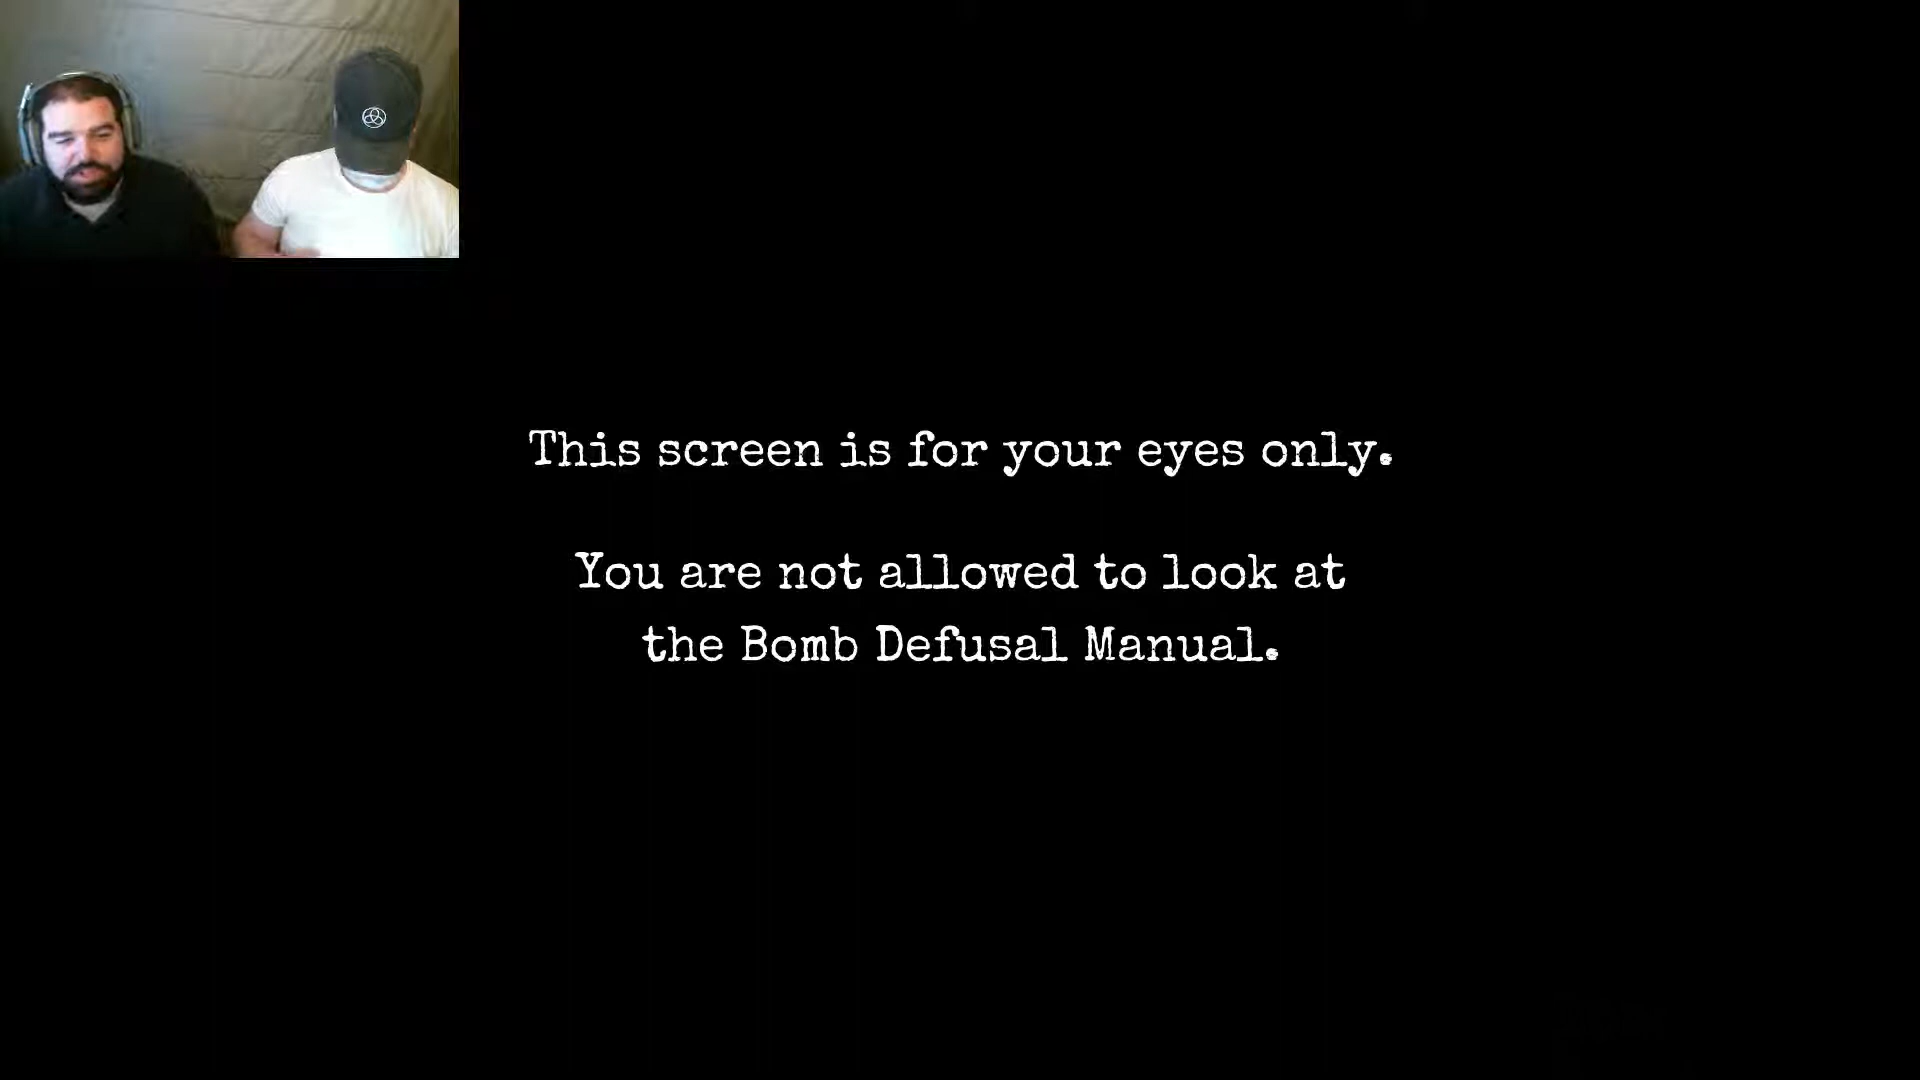 This screen is for your eyes only.
You are not allowed to look at
the Bomb Defusal Manual.